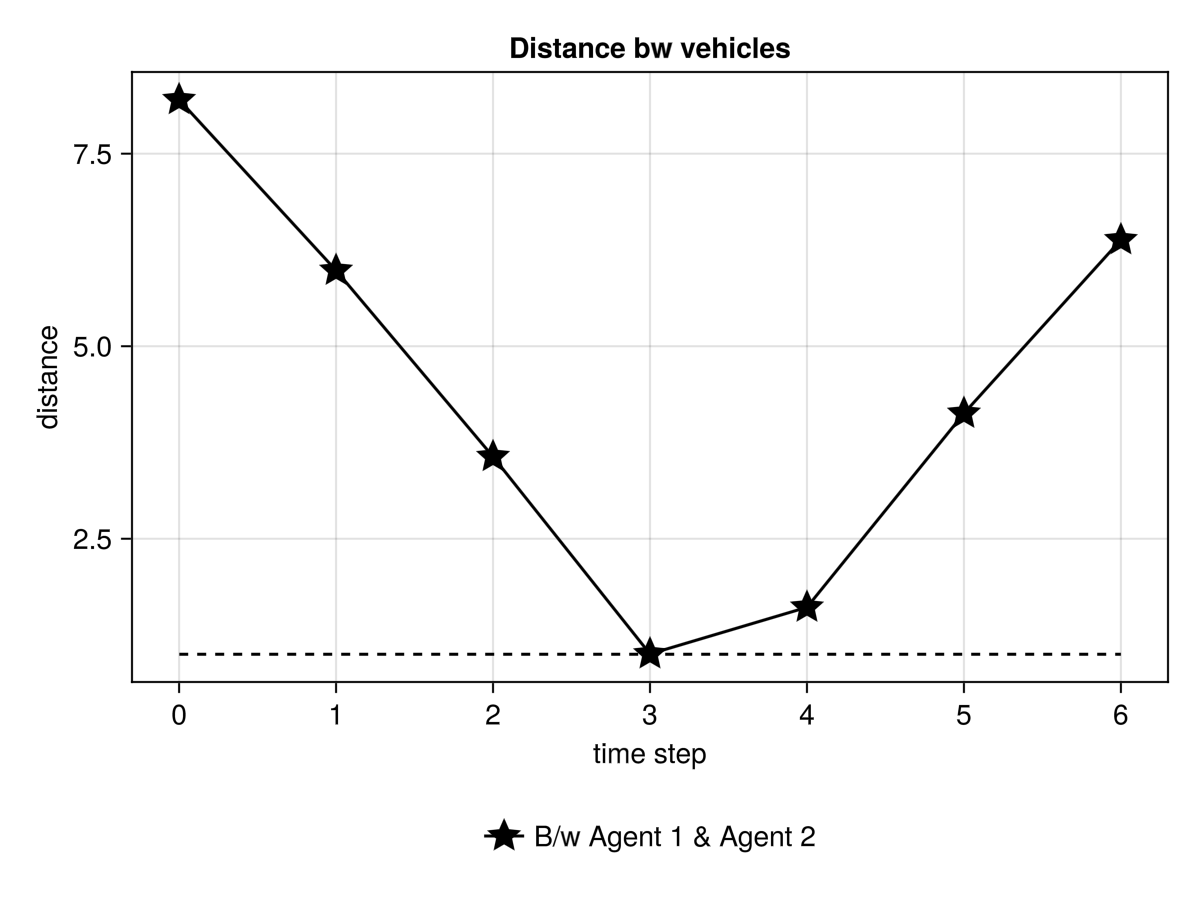 Distance bw vehicles
7.5
5.0
2.5
distance
0 1 2 3 4 5 6
time step
B/w Agent 1 & Agent 2